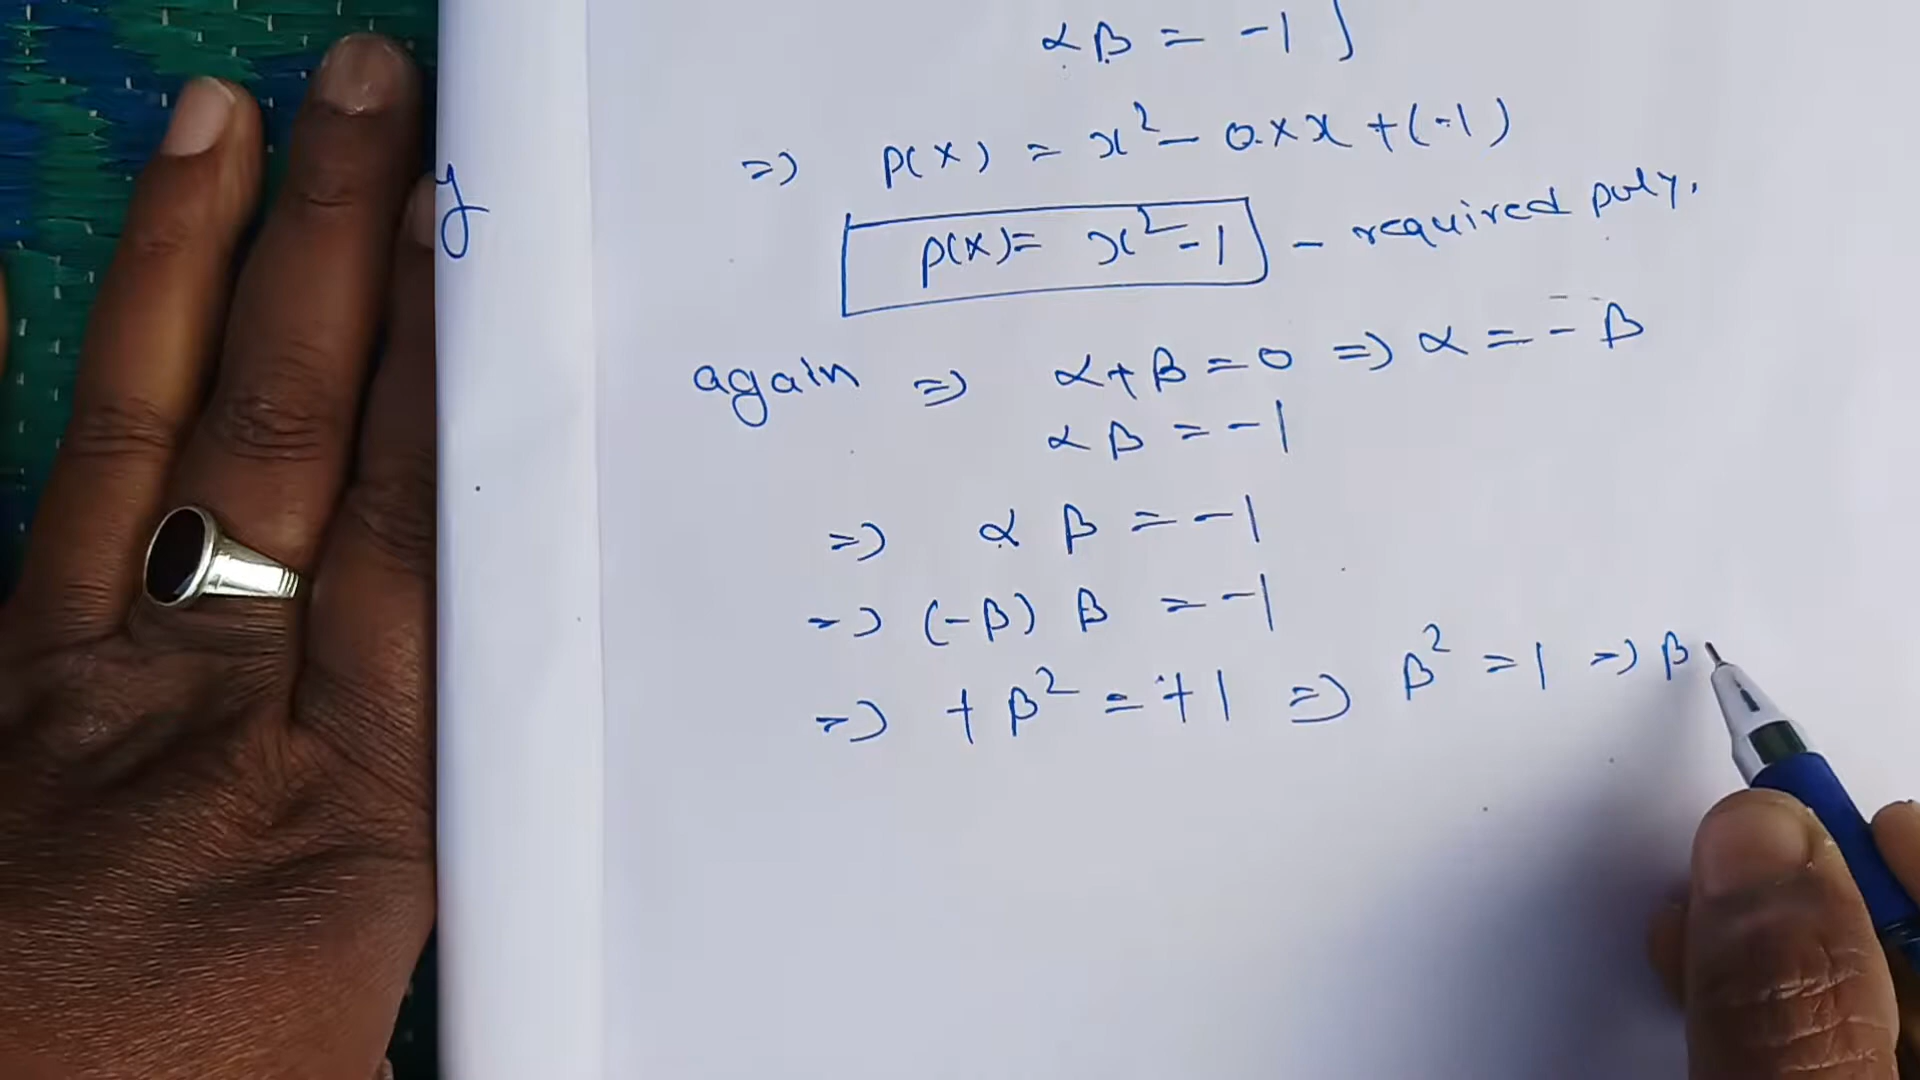 αβ = -1 }
=> p(x) = x² - 0.×x + (-1)
p(x) = x² - 1 - required poly.
y
again => α+β = 0 => α = - β
αβ = -1
=> α β = -1
=> (-β) β = -1
=> + β² = +1 => β² = 1 => β